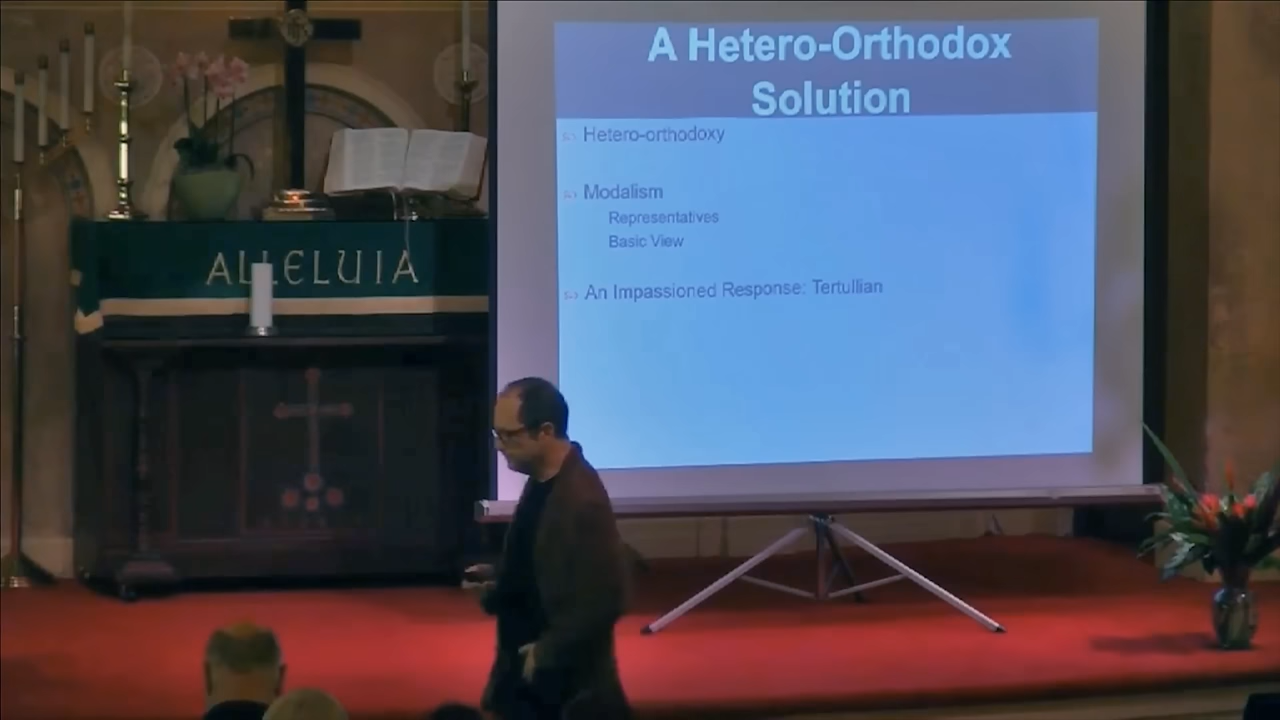 A Hetero-Orthodox
Solution
Hetero-orthodoxy
Modalism
Representatives
Basic View
An Impassioned Response: Tertullian
ALLELUIA